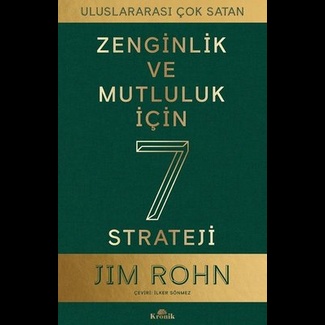 ULUSLARARASI ÇOK SATAN
ZENGİNLİK
VE
MUTLULUK
İÇİN
7
STRATEJİ
JIM ROHN
ÇEVİRİ: İLKER SÖNMEZ
Kronik